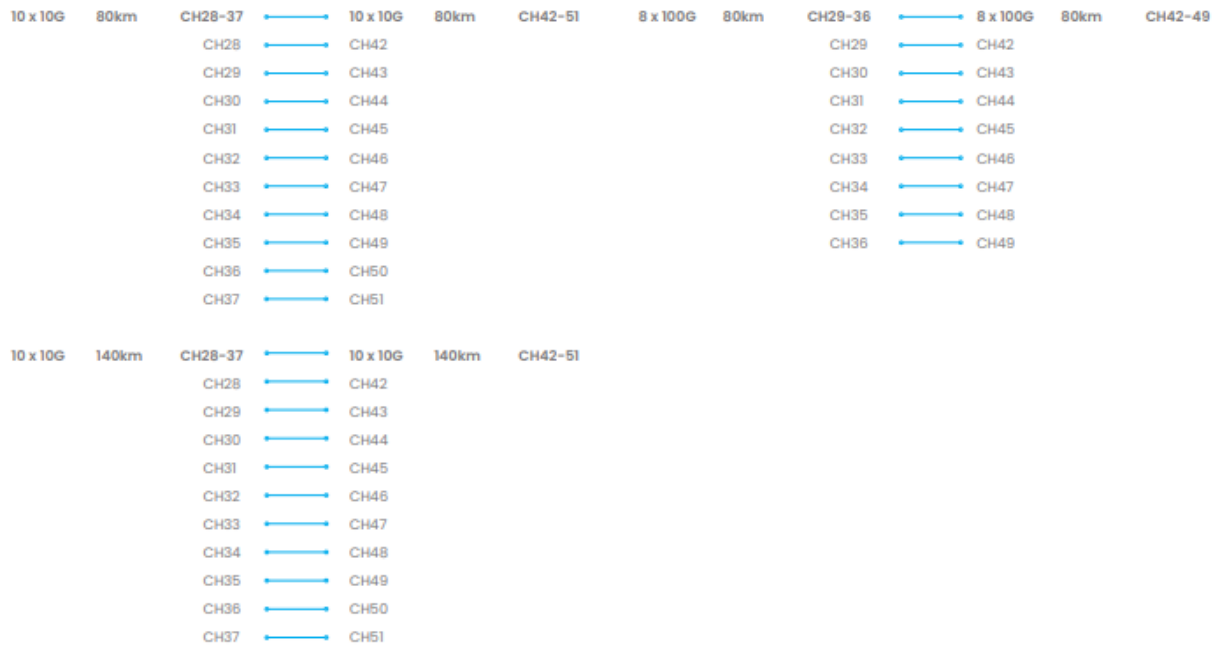 10 x 10G 80km CH28-37 10 x 10G 80km CH42-51
CH28 CH42
CH29 CH43
CH30 CH44
CH31 CH45
CH32 CH46
CH33 CH47
CH34 CH48
CH35 CH49
CH36 CH50
CH37 CH51
8 x 100G 80km CH29-36 8 x 100G 80km CH42-49
CH29 CH42
CH30 CH43
CH31 CH44
CH32 CH45
CH33 CH46
CH34 CH47
CH35 CH48
CH36 CH49
10 x 10G 140km CH28-37 10 x 10G 140km CH42-51
CH28 CH42
CH29 CH43
CH30 CH44
CH31 CH45
CH32 CH46
CH33 CH47
CH34 CH48
CH35 CH49
CH36 CH50
CH37 CH51